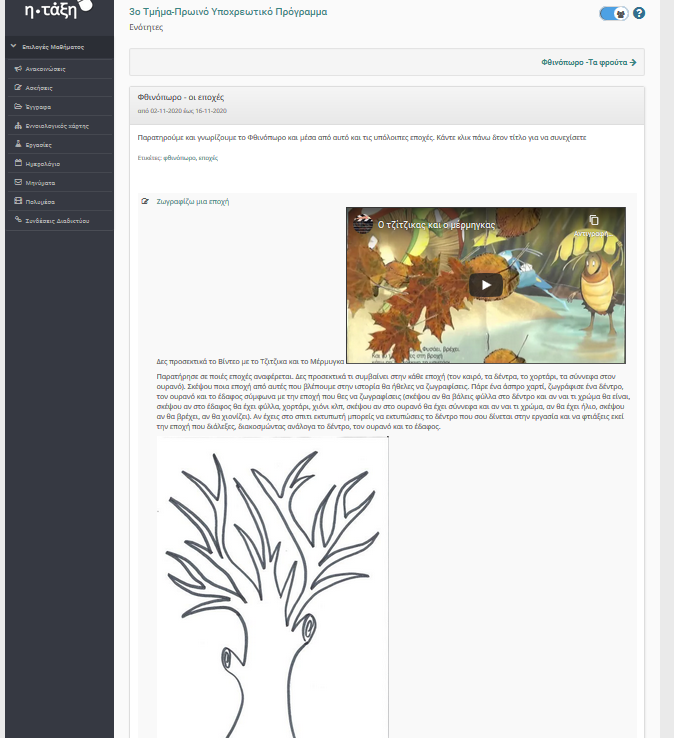 η·τάξη
Επιλογές Μαθήματος
Ανακοινώσεις
Ασκήσεις
Έγγραφα
Εννοιολογικός χάρτης
Εργασίες
Ημερολόγιο
Μηνύματα
Πολυμέσα
Συνδέσεις Διαδικτύου
3ο Τμήμα-Πρωινό Υποχρεωτικό Πρόγραμμα
Ενότητες
Φθινόπωρο -Τα φρούτα
Φθινόπωρο - οι εποχές
από 02-11-2020 έως 16-11-2020
Παρατηρούμε και γνωρίζουμε το Φθινόπωρο και μέσα από αυτό και τις υπόλοιπες εποχές. Κάντε κλικ πάνω δτον τίτλο για να συνεχίσετε
Ετικέτες: φθινόπωρο, εποχές
Ζωγραφίζω μια εποχή
Ο τζίτζικας και ο μέρμηγκας
Αντιγραφή
Φυσάει, βρέχει
στη βροχή
Δες προσεκτικά το Βίντεο με το Τζιτζικα και το Μέρμυγκα
Παρατήρησε σε ποιές εποχές αναφέρεται. Δες προσεκτικά τι συμβαίνει στην κάθε εποχή (τον καιρό, τα δέντρα, το χορτάρι, τα σύννεφα στον
ουρανό). Σκέψου ποια εποχή από αυτές που βλέπουμε στην ιστορία θα ήθελες να ζωγραφίσεις. Πάρε ένα άσπρο χαρτί, ζωγράφισε ένα δέντρο,
τον ουρανό και το έδαφος σύμφωνα με την εποχή που θες να ζωγραφίσεις (σκέψου αν θα βάλεις φύλλα στο δέντρο και αν ναι τι χρώμα θα είναι,
σκέψου αν στο έδαφος θα έχει φύλλα, χορτάρι, χιόνι κλπ, σκέψου αν στο ουρανό θα έχει σύννεφα και αν ναι τι χρώμα, αν θα έχει ήλιο, σκέψου
αν θα βρέχει, αν θα χιονίζει). Αν έχεις στο σπιτι εκτυπωτή μπορείς να εκτυπώσεις το δέντρο που σου δίνεται στην εργασία και να φτιάξεις εκεί
την εποχή που διάλεξες, διακοσμώντας ανάλογα το δέντρο, τον ουρανό και το έδαφος.